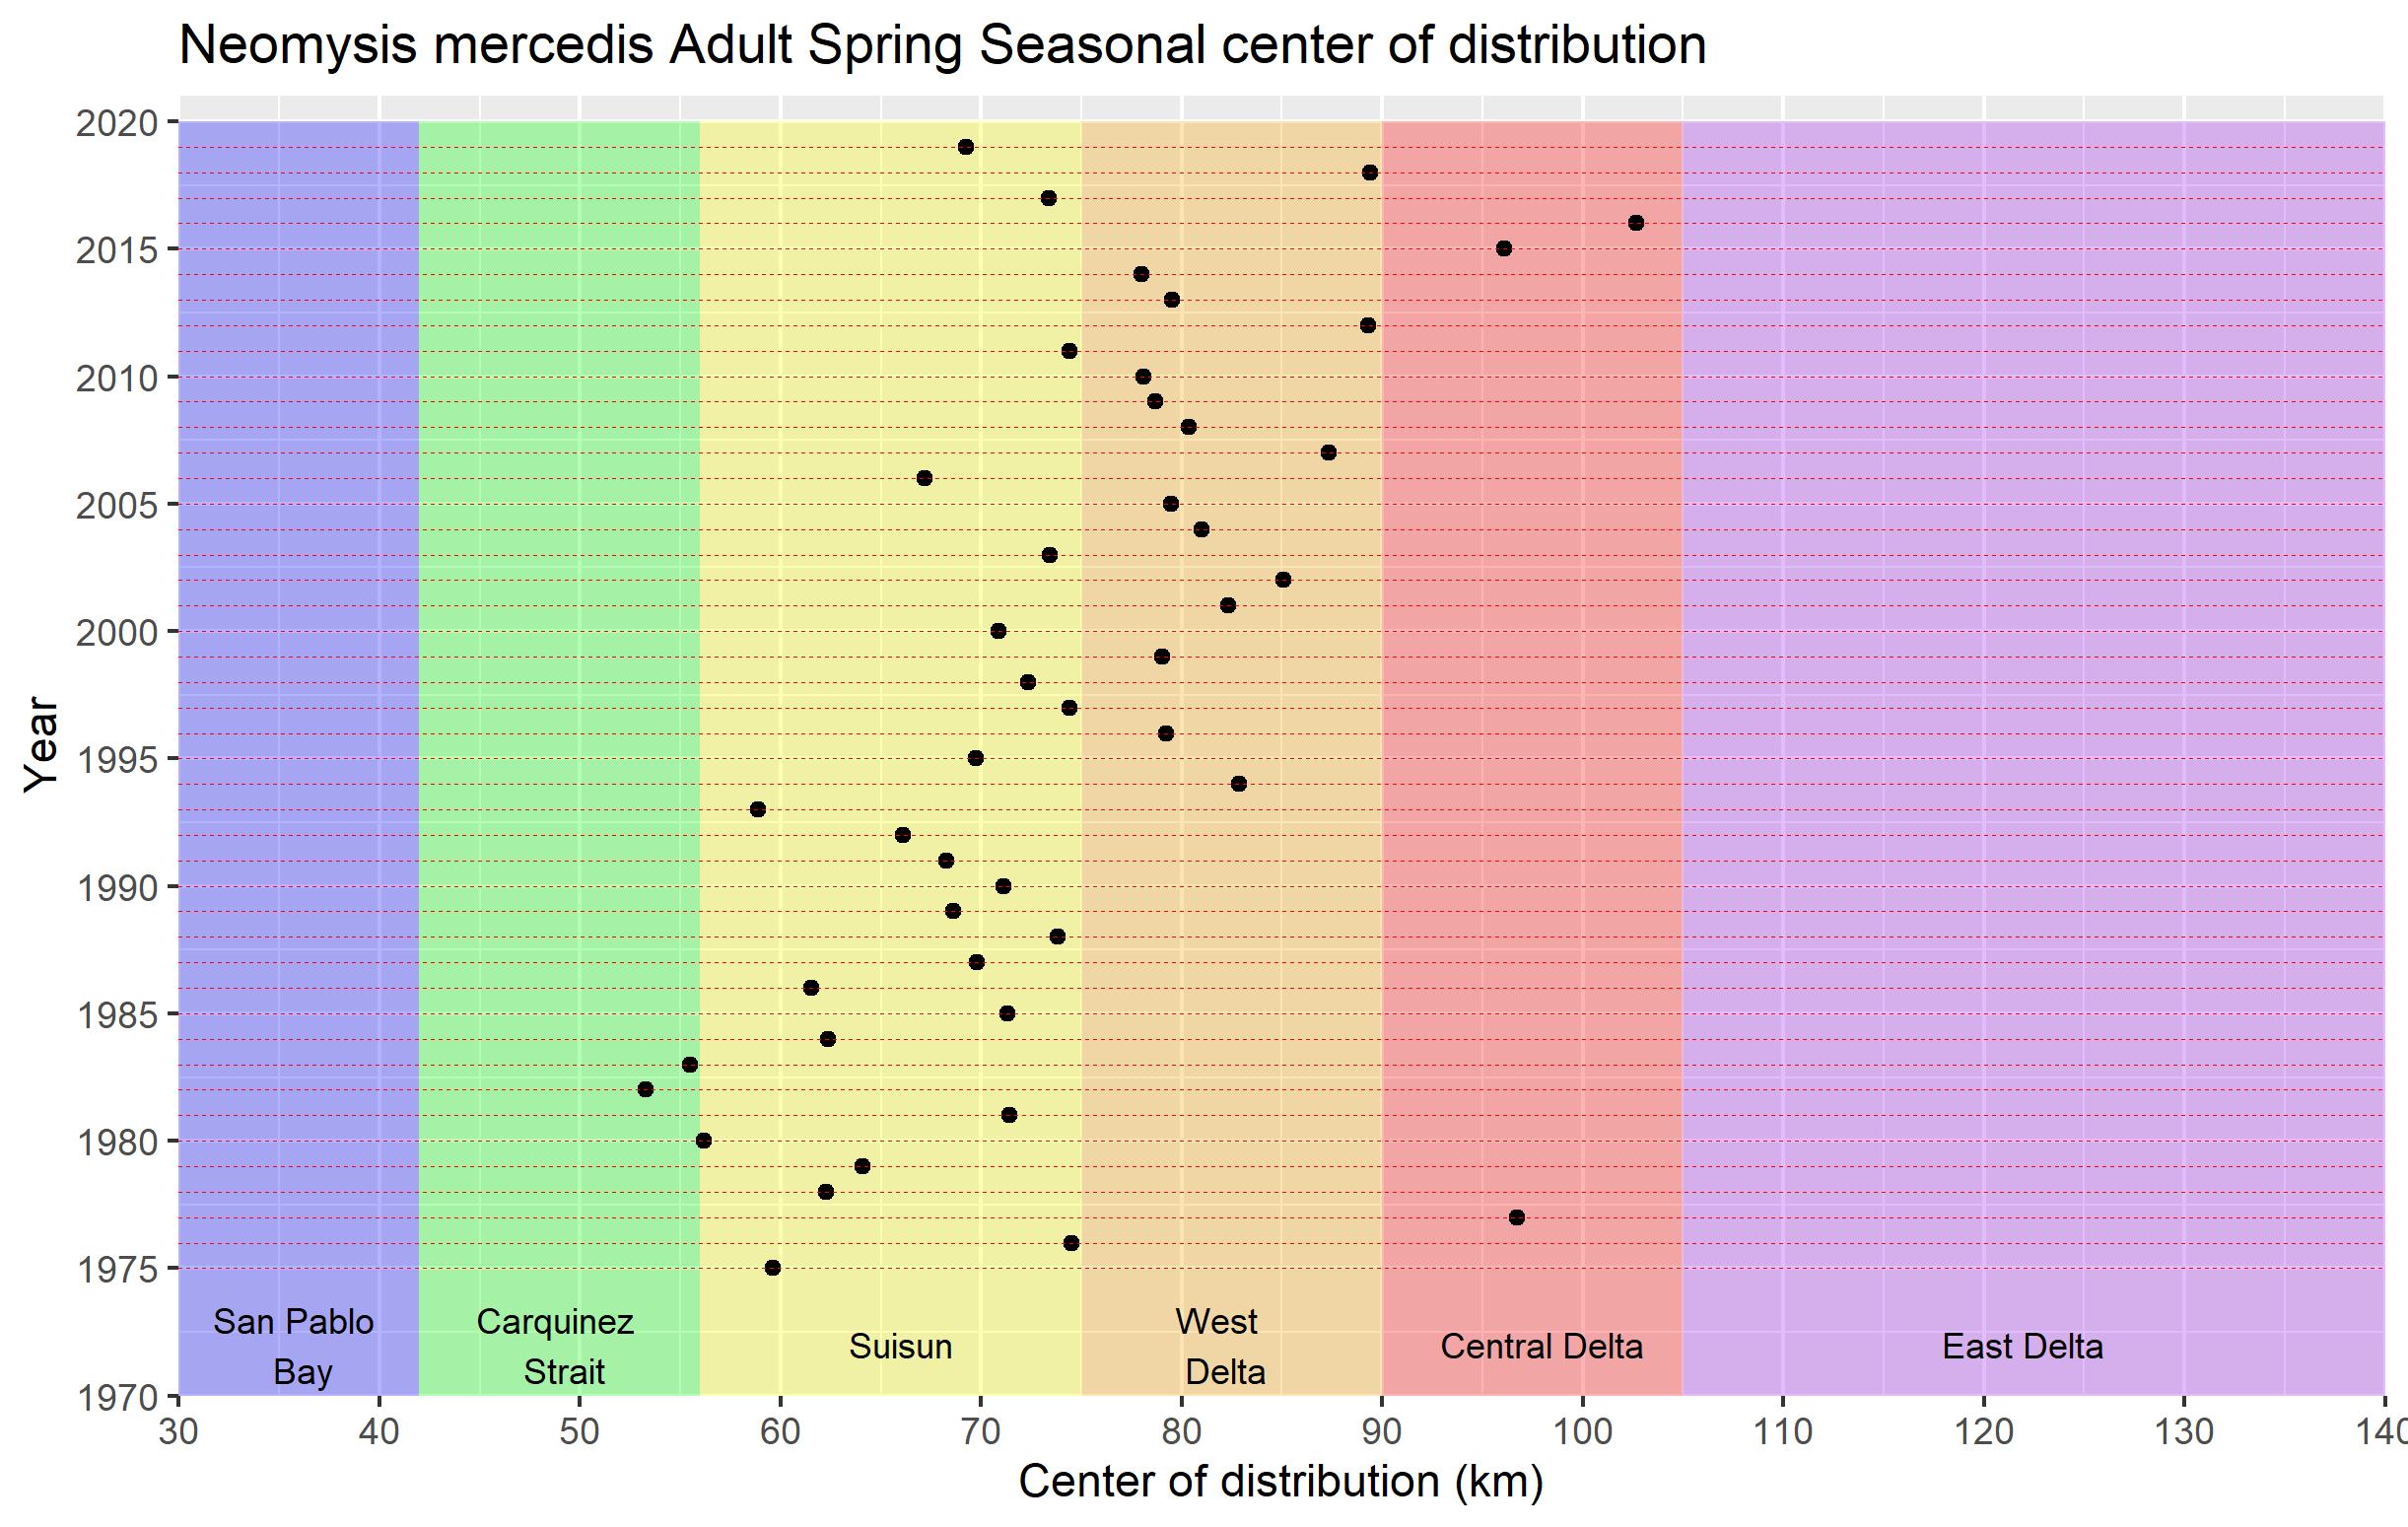 Neomysis mercedis Adult Spring Seasonal center of distribution
2020
2015
2010
2005
2000
1995
1990
1985
1980
1975
1970
Year
San Pablo
Bay
Carquinez
Strait
Suisun
West
Delta
Central Delta
East Delta
30 40 50 60 70 80 90 100 110 120 130 140
Center of distribution (km)